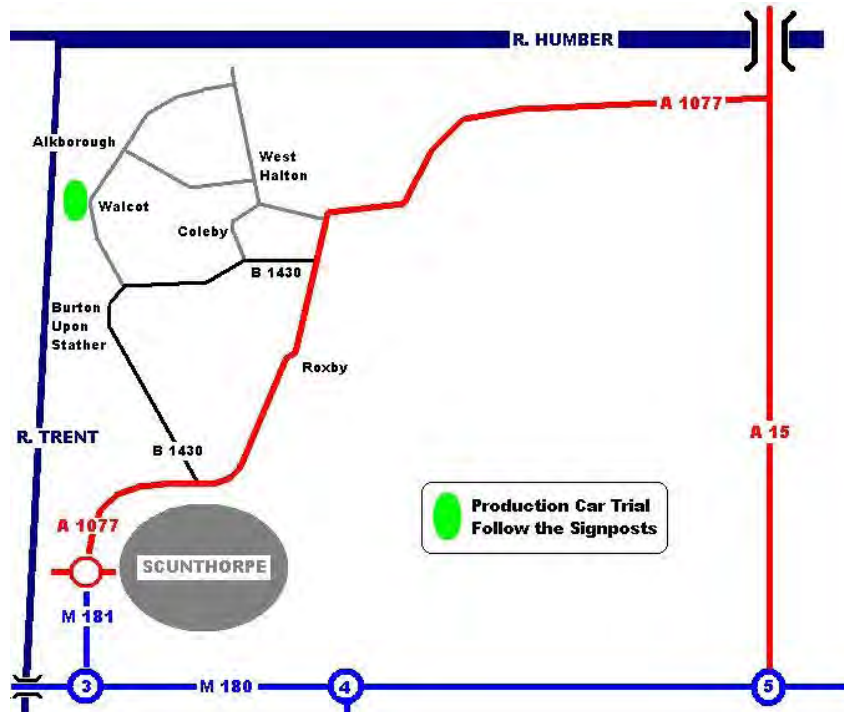 R. HUMBER
A 1077
Alkborough
West
Halton
Walcot
Coleby
B 1430
Burton
Upon
Stather
Roxby
R. TRENT
A 15
B 1430
Production Car Trial
Follow the Signposts
A 1077
SCUNTHORPE
M 181
3
M 180
4
5